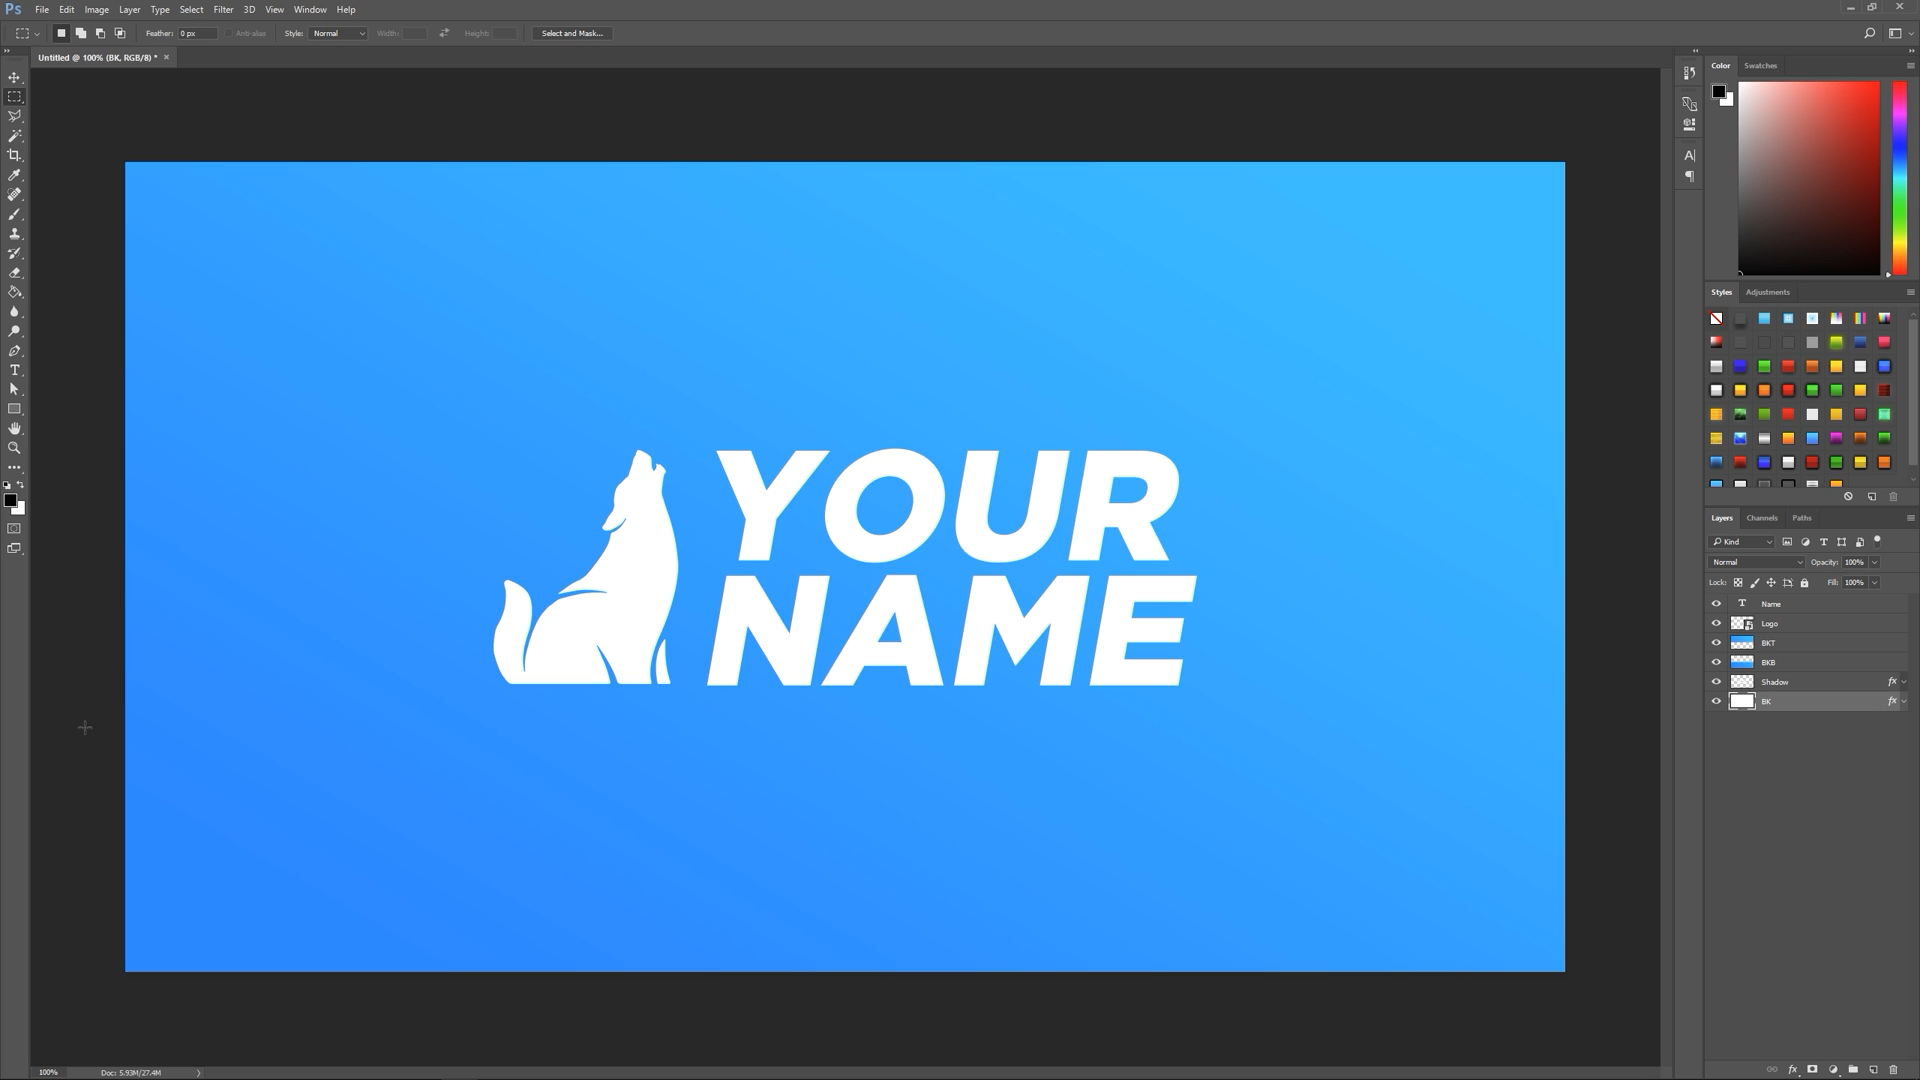 Ps File Edit Image Layer Type Select Filter 3D View Window Help
Feather: 0 px Anti-alias Style: Normal Width: Height: Select and Mask...
Untitled @ 100% (BK, RGB/8) * ×
Color Swatches
Styles Adjustments
YOUR
NAME
Layers Channels Paths
Kind
Normal Opacity: 100%
Lock: Fill: 100%
Name
Logo
BKT
BKB
Shadow fx
BK fx
100% Doc: 5.93M/27.4M